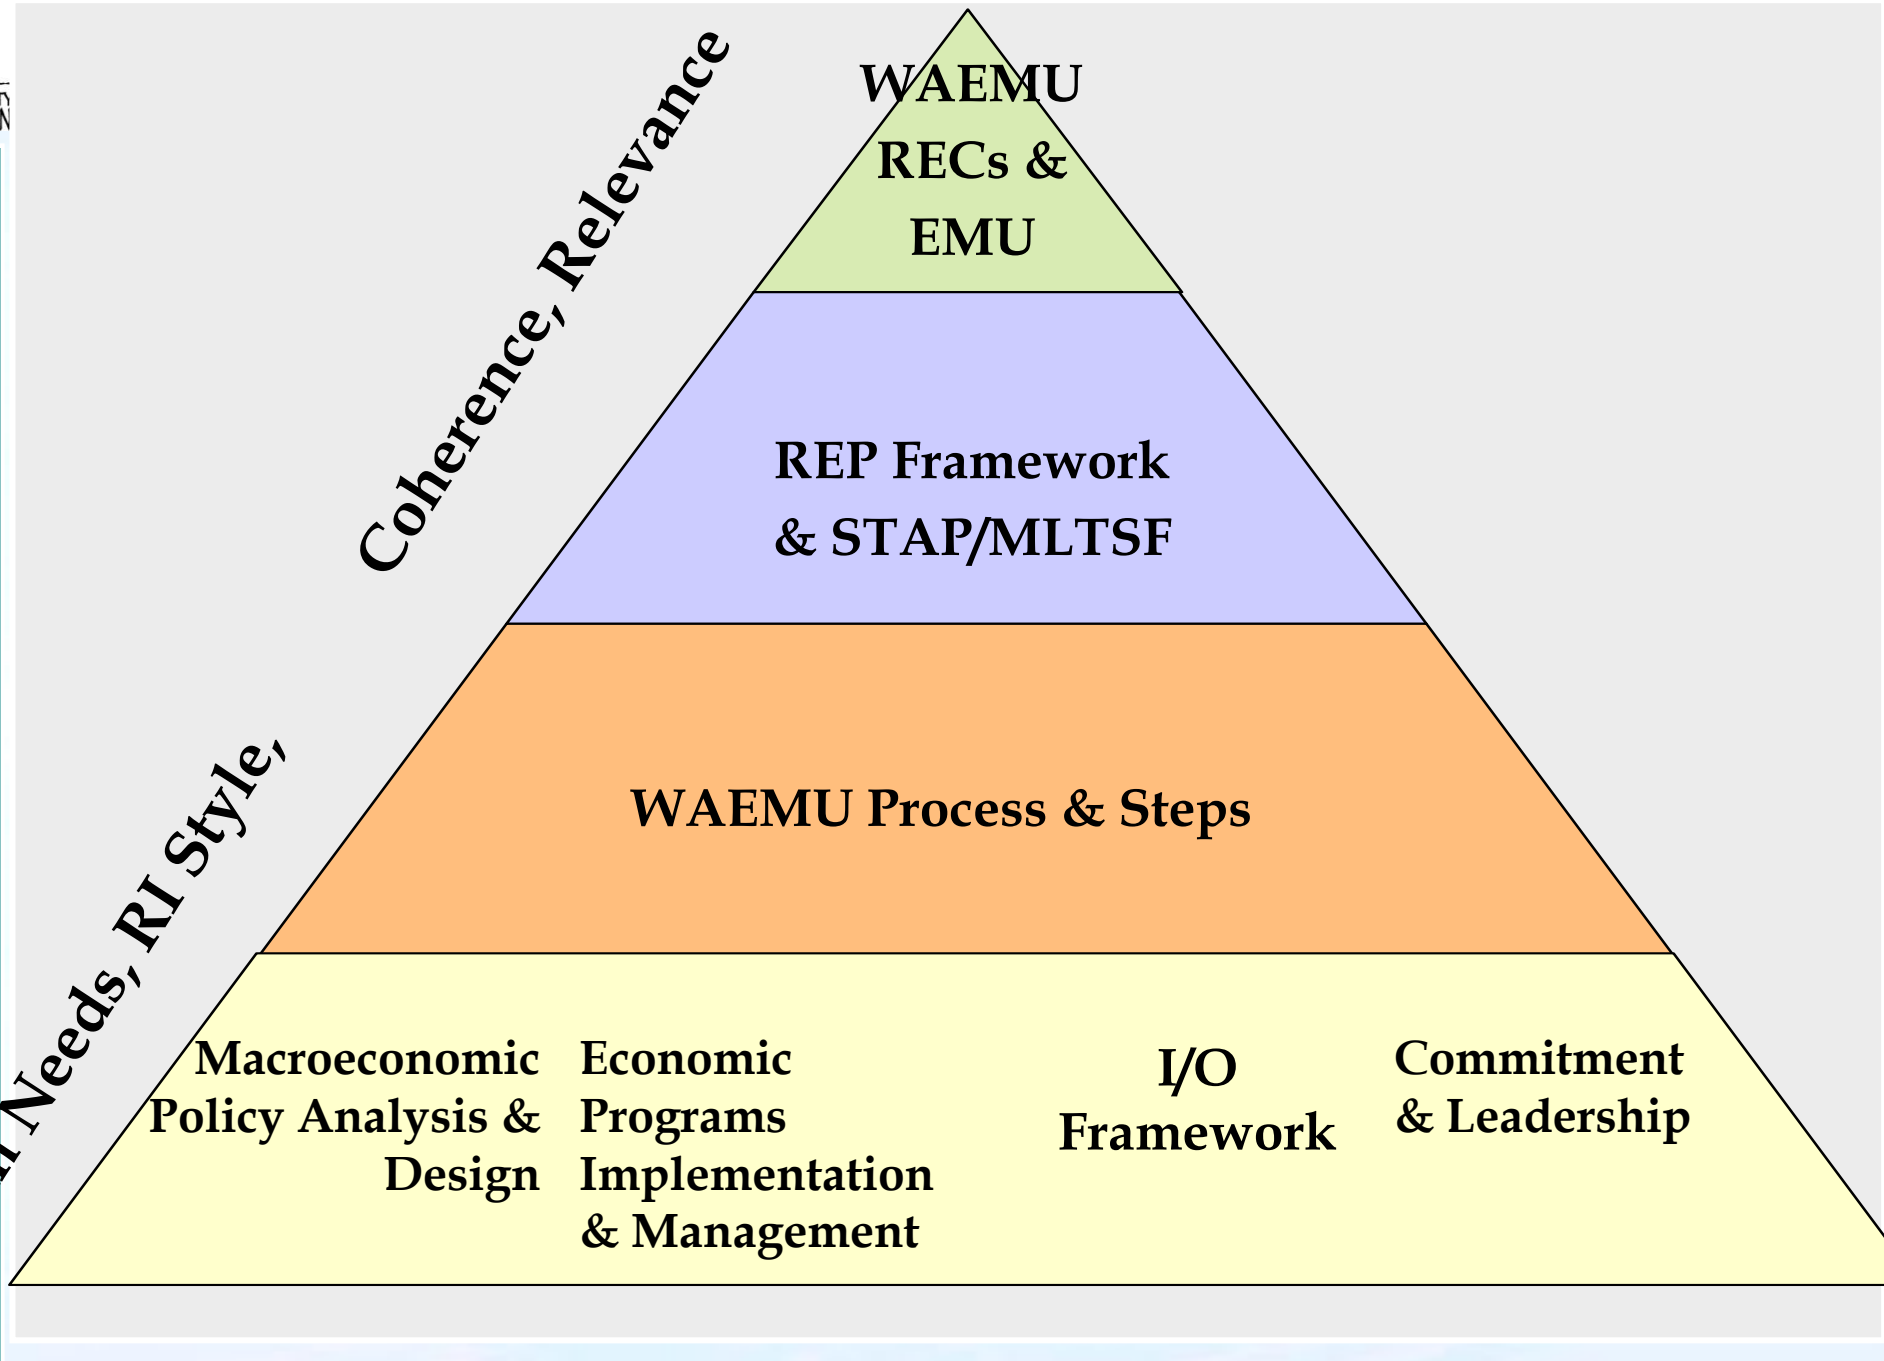 Coherence, Relevance
Needs, RI Style,
WAEMU
RECs &
EMU
REP Framework
& STAP/MLTSF
WAEMU Process & Steps
Macroeconomic
Policy Analysis &
Design
Economic
Programs
Implementation
& Management
I/O
Framework
Commitment
& Leadership